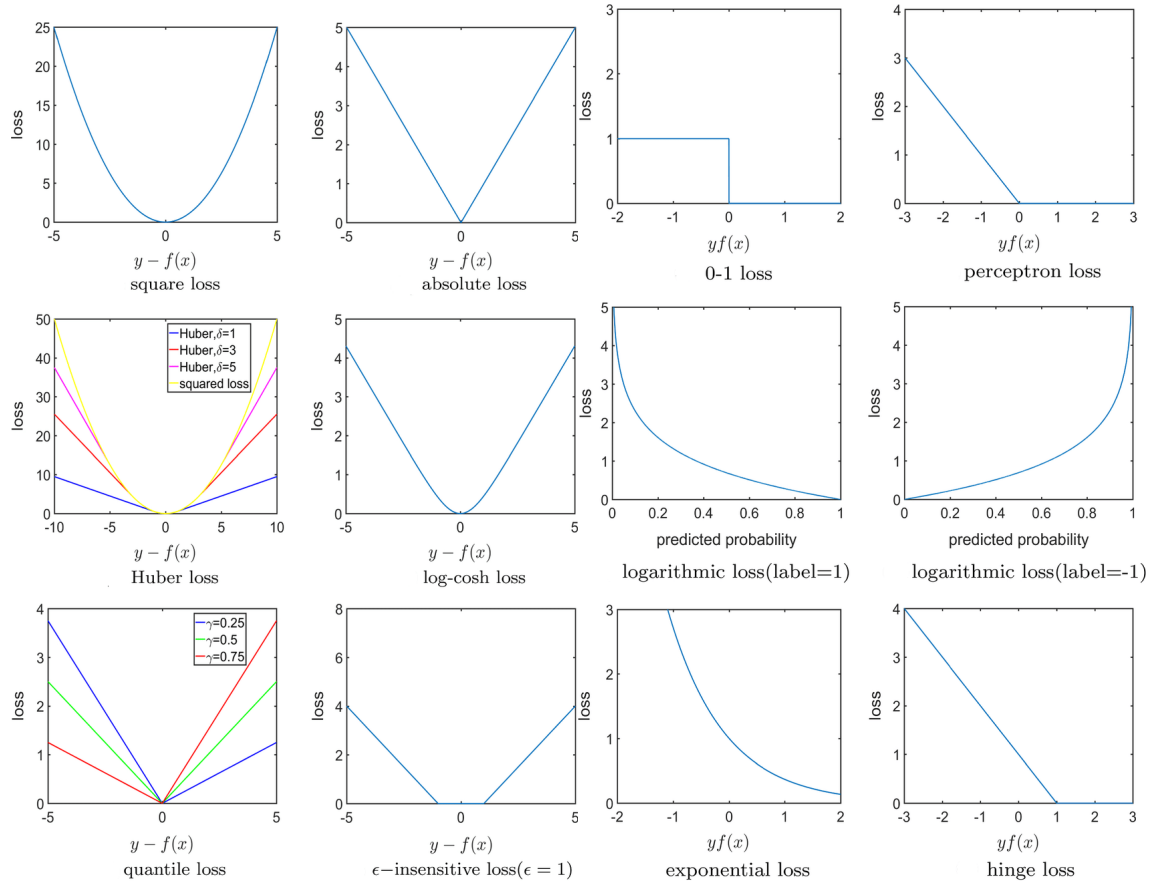 25
20
15
10
5
0
loss
-5
0
5
y − f(x)
square loss
5
4
3
2
1
0
loss
-5
0
5
y − f(x)
absolute loss
3
2
1
0
loss
-2
-1
0
1
2
yf(x)
0-1 loss
4
3
2
1
0
loss
-3
-2
-1
0
1
2
3
yf(x)
perceptron loss
50
40
30
20
10
0
loss
Huber,δ=1
Huber,δ=3
Huber,δ=5
squared loss
-10
-5
0
5
10
y − f(x)
Huber loss
5
4
3
2
1
0
loss
-5
0
5
y − f(x)
log-cosh loss
5
4
3
2
1
0
loss
0
0.2
0.4
0.6
0.8
1
predicted probability
logarithmic loss(label=1)
5
4
3
2
1
0
loss
0
0.2
0.4
0.6
0.8
1
predicted probability
logarithmic loss(label=-1)
4
3
2
1
0
loss
γ=0.25
γ=0.5
γ=0.75
-5
0
5
y − f(x)
quantile loss
8
6
4
2
0
loss
-5
0
5
y − f(x)
ϵ−insensitive loss(ϵ = 1)
3
2
1
0
loss
-2
-1
0
1
2
yf(x)
exponential loss
4
3
2
1
0
loss
-3
-2
-1
0
1
2
3
yf(x)
hinge loss